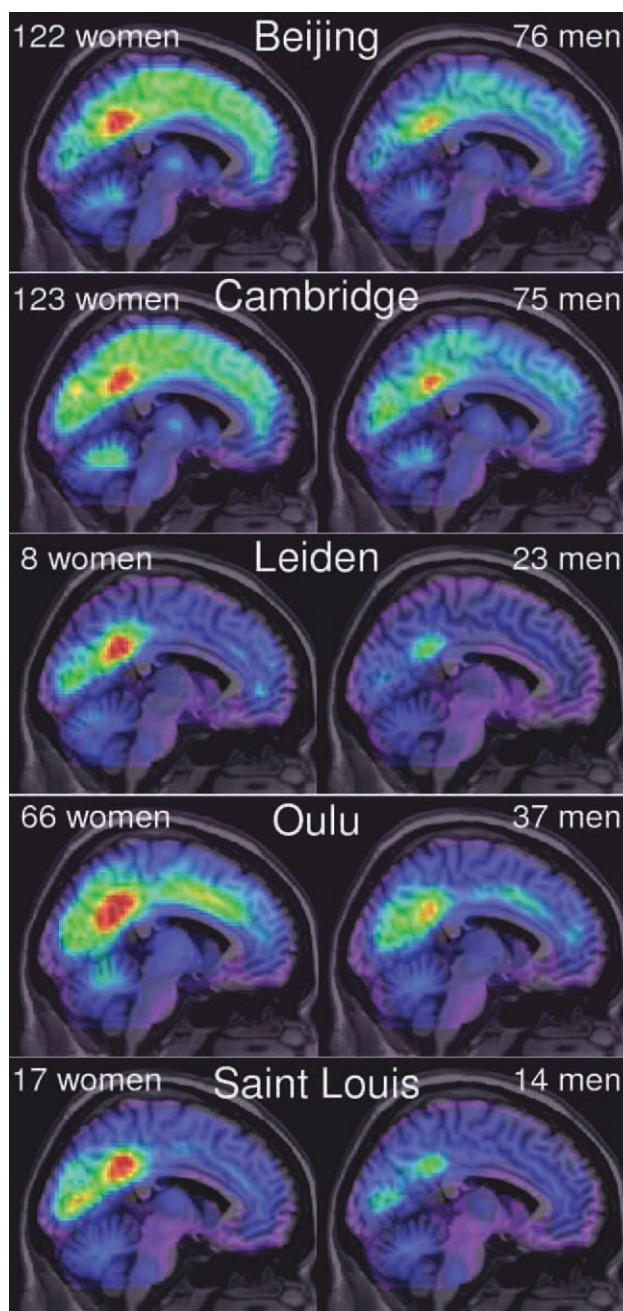 122 women Beijing 76 men
123 women Cambridge 75 men
8 women Leiden 23 men
66 women Oulu 37 men
17 women Saint Louis 14 men